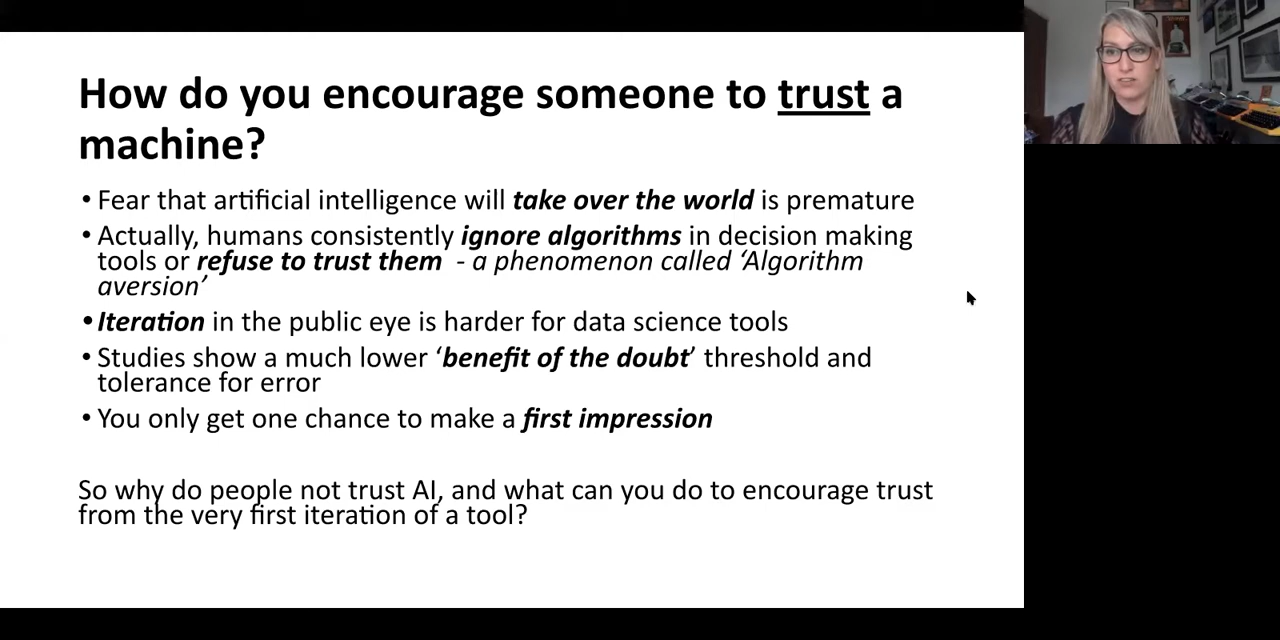 How do you encourage someone to trust a
machine?
• Fear that artificial intelligence will take over the world is premature
• Actually, humans consistently ignore algorithms in decision making
tools or refuse to trust them - a phenomenon called ‘Algorithm
aversion’
• Iteration in the public eye is harder for data science tools
• Studies show a much lower ‘benefit of the doubt’ threshold and
tolerance for error
• You only get one chance to make a first impression
So why do people not trust AI, and what can you do to encourage trust
from the very first iteration of a tool?